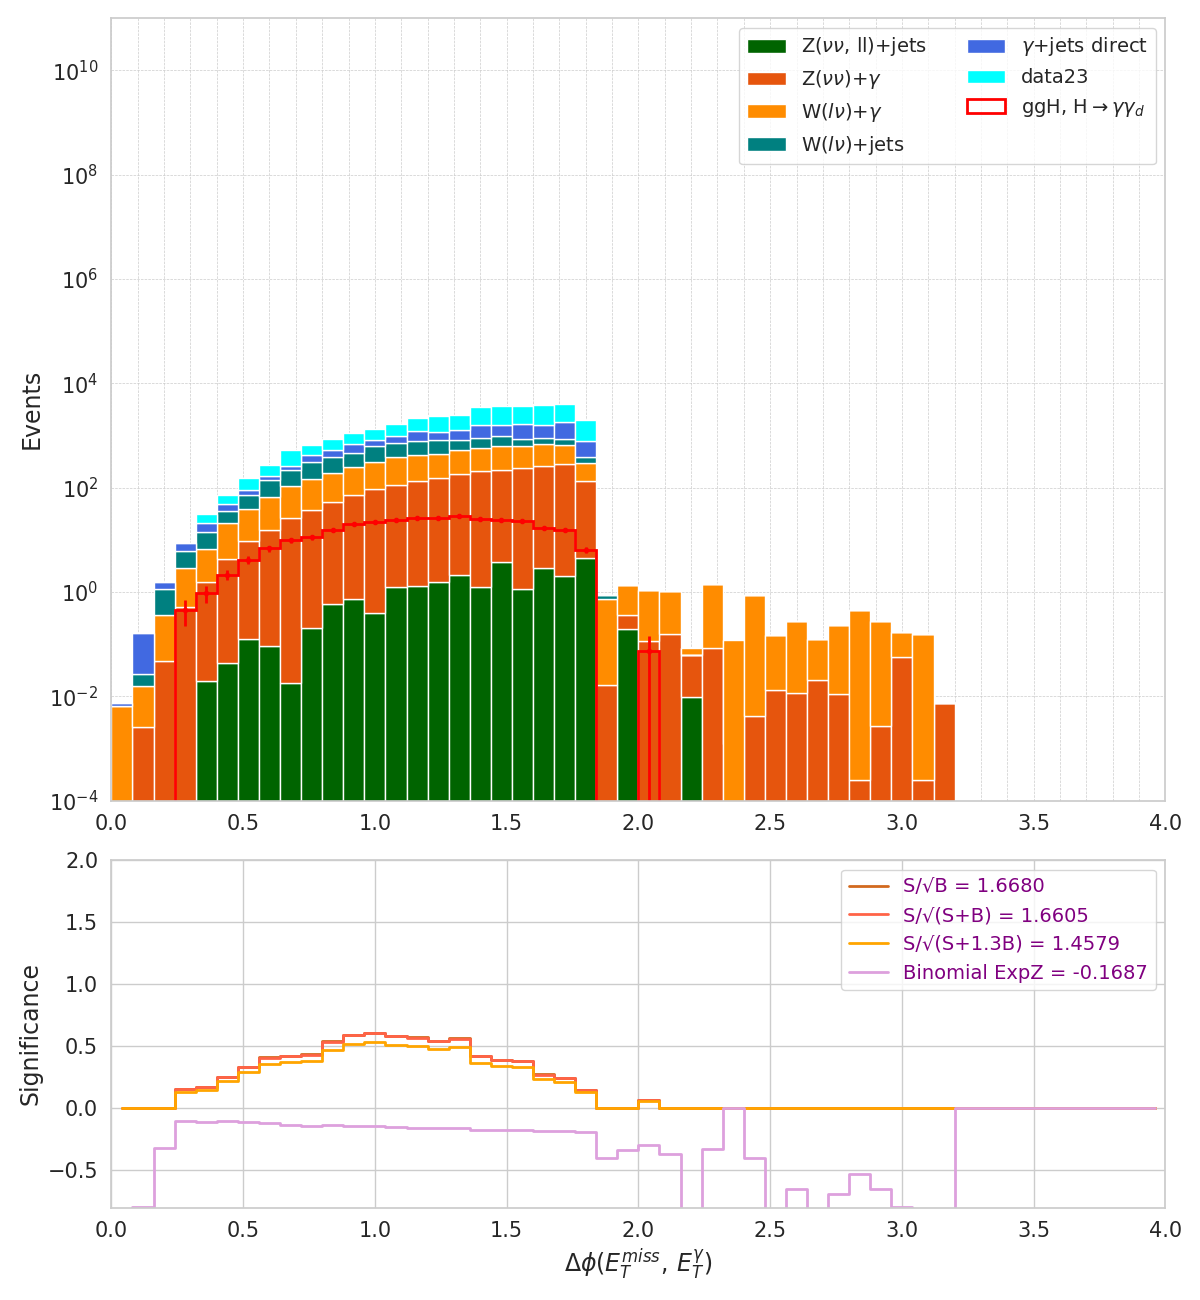 Z(νν, ll)+jets
Z(νν)+γ
W(lν)+γ
W(lν)+jets
γ+jets direct
data23
ggH, H→γγ_d
Events
10^10
10^8
10^6
10^4
10^2
10^0
10^−2
10^−4
0.0 0.5 1.0 1.5 2.0 2.5 3.0 3.5 4.0
S/√B = 1.6680
S/√(S+B) = 1.6605
S/√(S+1.3B) = 1.4579
Binomial ExpZ = -0.1687
Significance
2.0
1.5
1.0
0.5
0.0
−0.5
0.0 0.5 1.0 1.5 2.0 2.5 3.0 3.5 4.0
Δϕ(E_T^miss, E_T^γ)